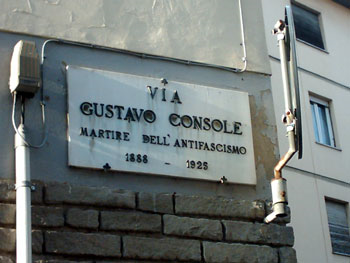 VIA
GUSTAVO CONSOLE
MARTIRE DELL'ANTIFASCISMO
1888 - 1925